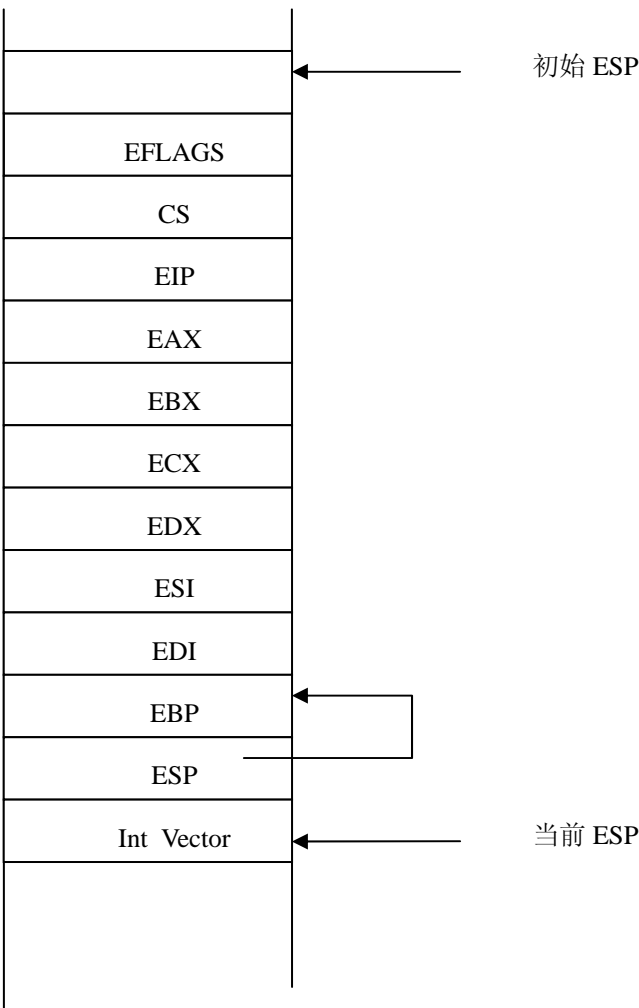 初始 ESP
EFLAGS
CS
EIP
EAX
EBX
ECX
EDX
ESI
EDI
EBP
ESP
Int Vector
当前 ESP